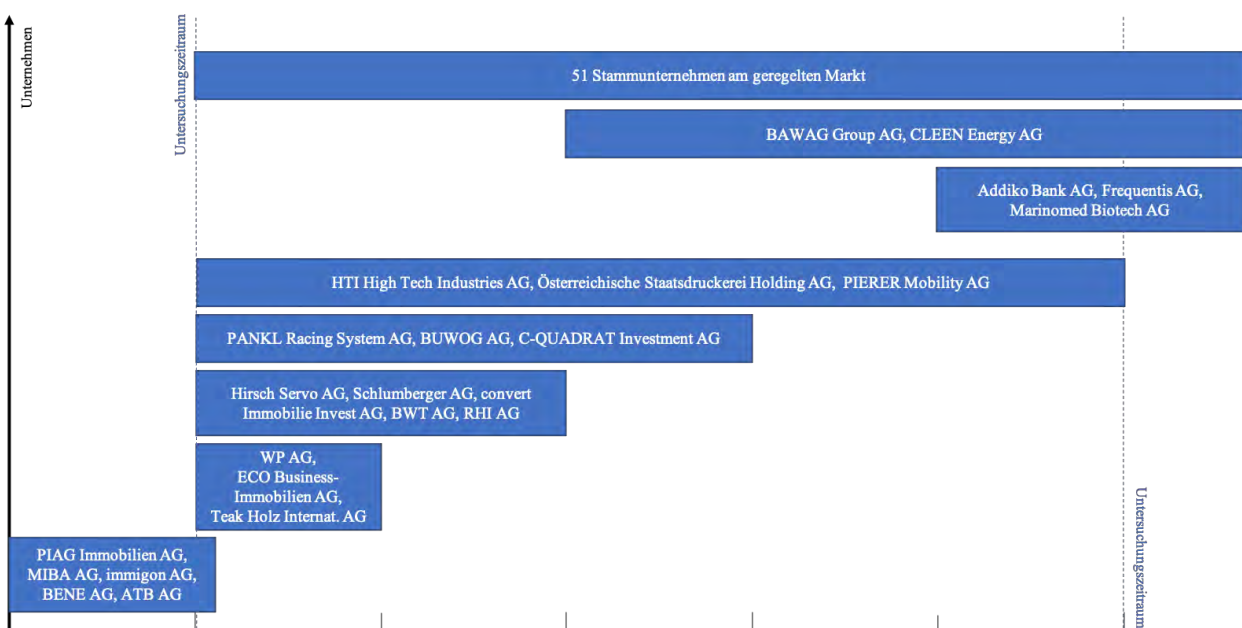 Unternehmen
Untersuchungszeitraum
51 Stammunternehmen am geregelten Markt
BAWAG Group AG, CLEEN Energy AG
Addiko Bank AG, Frequentis AG,
Marinomed Biotech AG
HTI High Tech Industries AG, Österreichische Staatsdruckerei Holding AG, PIERER Mobility AG
PANKL Racing System AG, BUWOG AG, C-QUADRAT Investment AG
Hirsch Servo AG, Schlumberger AG, convert
Immobilie Invest AG, BWT AG, RHI AG
WP AG,
ECO Business-
Immobilien AG,
Teak Holz Internat. AG
PIAG Immobilien AG,
MIBA AG, immigon AG,
BENE AG, ATB AG
Untersuchungszeitraum